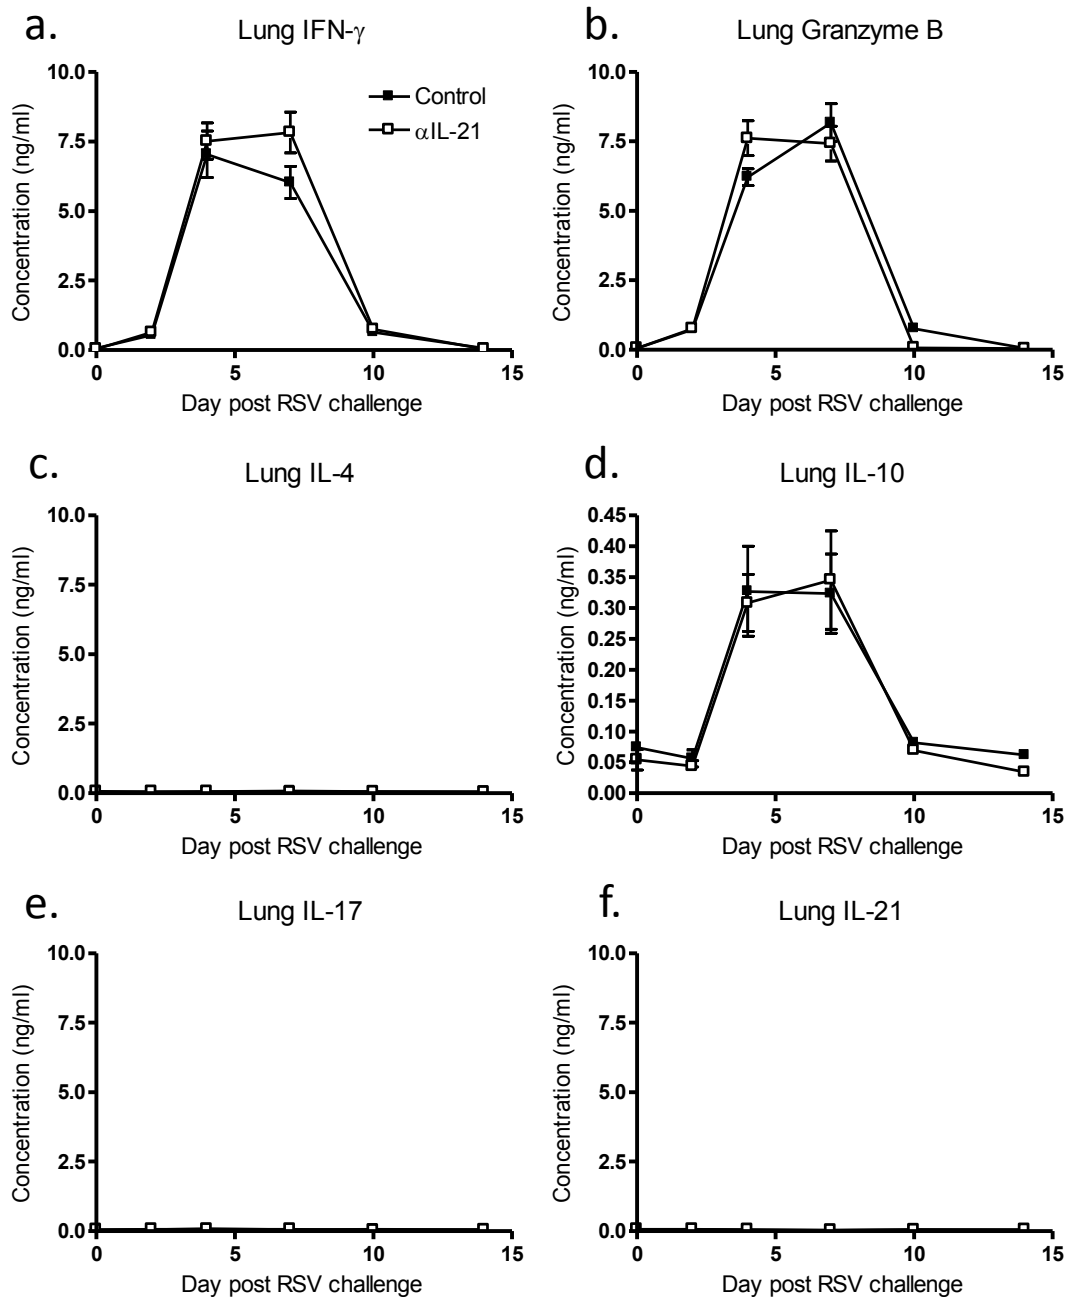 a.
Lung IFN-γ
10.0
7.5
5.0
2.5
0.0
Concentration (ng/ml)
Control
αIL-21
0 5 10 15
Day post RSV challenge
b.
Lung Granzyme B
10.0
7.5
5.0
2.5
0.0
Concentration (ng/ml)
0 5 10 15
Day post RSV challenge
c.
Lung IL-4
10.0
7.5
5.0
2.5
0.0
Concentration (ng/ml)
0 5 10 15
Day post RSV challenge
d.
Lung IL-10
0.45
0.40
0.35
0.30
0.25
0.20
0.15
0.10
0.05
0.00
Concentration (ng/ml)
0 5 10 15
Day post RSV challenge
e.
Lung IL-17
10.0
7.5
5.0
2.5
0.0
Concentration (ng/ml)
0 5 10 15
Day post RSV challenge
f.
Lung IL-21
10.0
7.5
5.0
2.5
0.0
Concentration (ng/ml)
0 5 10 15
Day post RSV challenge